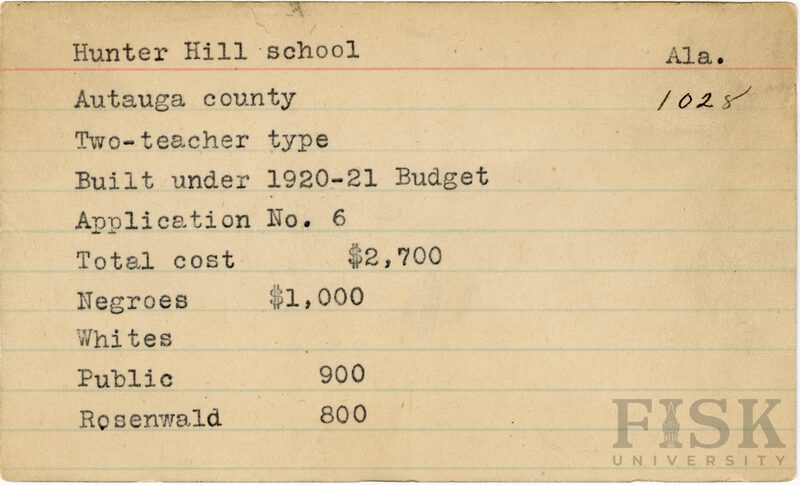 Hunter Hill school Ala.
Autauga county 1028
Two-teacher type
Built under 1920-21 Budget
Application No. 6
Total cost $2,700
Negroes $1,000
Whites
Public 900
Rosenwald 800
FISK
UNIVERSITY